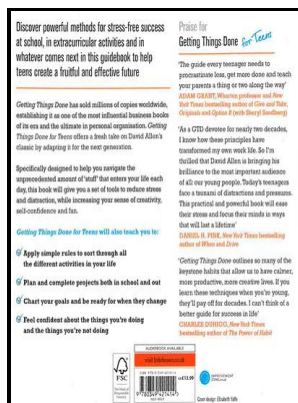 Discover powerful methods for stress-free success
at school, in extracurricular activities and in
whatever comes next in this guidebook to help
teens create a fruitful and effective future
Getting Things Done has sold millions of copies worldwide,
establishing it as one of the most influential business books
of its era and the ultimate in personal organisation. Getting
Things Done for Teens offers a fresh take on David Allen's
classic by adapting it for the next generation.
Specifically designed to help you navigate the
unprecedented amount of 'stuff' that enters your life each
day, this book will give you a set of tools to reduce stress
and distraction, while increasing your sense of creativity,
self-confidence and fun.
Getting Things Done for Teens will also teach you to:
Apply simple rules to sort through all
the different activities in your life
Plan and complete projects both in school and out
Chart your goals and be ready for when they change
Feel confident about the things you're doing
and the things you're not doing
AUDIOBOOK AVAILABLE
visit littlebrown.co.uk
FSC
£13.99
9780349421414
Praise for
Getting Things Done for Teens
'The guide every teenager needs to
procrastinate less, get more done and teach
your parents a thing or two along the way'
ADAM GRANT, Wharton professor and New
York Times bestselling author of Give and Take,
Originals and Option B (with Sheryl Sandberg)
'As a GTD devotee for nearly two decades,
I know how these principles have
transformed my own work life. So I'm
thrilled that David Allen is bringing his
brilliance to the most important audience
of all: our young people. Today's teenagers
face a tsunami of distractions and pressures.
This practical and powerful book will ease
their stress and focus their minds in ways
that will last a lifetime'
DANIEL H. PINK, New York Times bestselling
author of When and Drive
'Getting Things Done outlines so many of the
keystone habits that allow us to have calmer,
more productive, more creative lives. If you
learn these techniques when you're young,
they'll pay off for decades. I can't think of a
better guide for success in life'
CHARLES DUHIGG, New York Times
bestselling author of The Power of Habit
Cover design: Elizabeth Yaffe